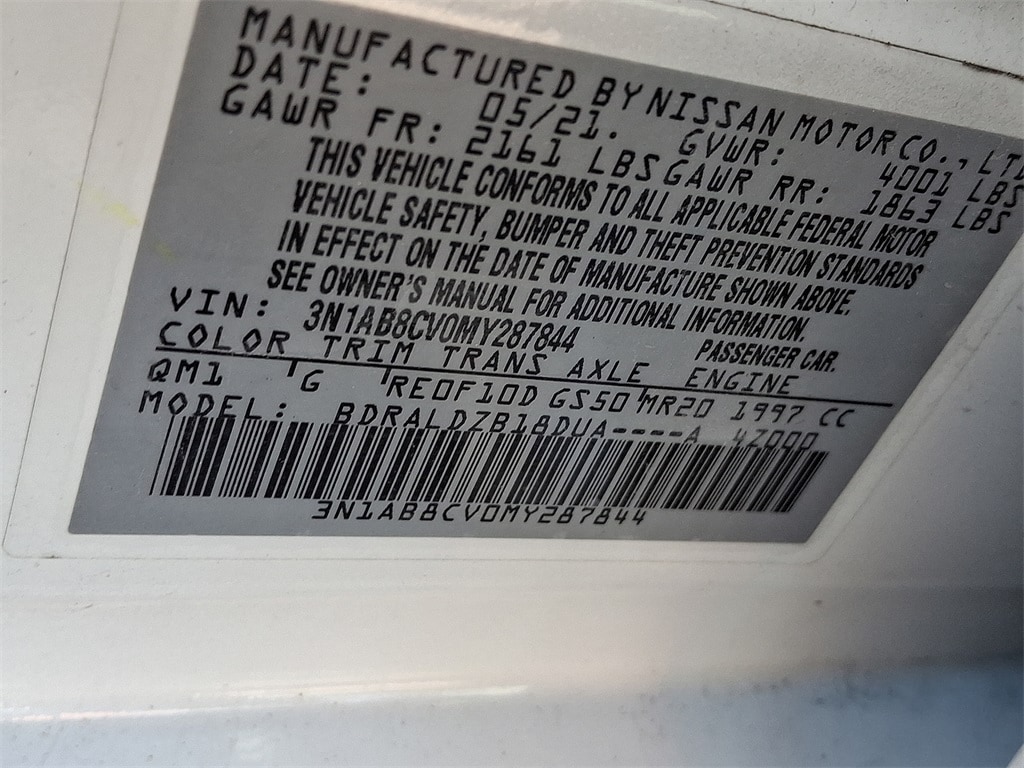 MANUFACTURED BY NISSAN MOTOR CO., LTD
DATE: 05/21. GVWR: 4001 LBS
GAWR FR: 2161 LBS GAWR RR: 1863 LBS
THIS VEHICLE CONFORMS TO ALL APPLICABLE FEDERAL MOTOR
VEHICLE SAFETY, BUMPER AND THEFT PREVENTION STANDARDS
IN EFFECT ON THE DATE OF MANUFACTURE SHOWN ABOVE.
SEE OWNER'S MANUAL FOR ADDITIONAL INFORMATION.
VIN: 3N1AB8CV0MY287844 PASSENGER CAR.
COLOR TRIM TRANS AXLE ENGINE
QM1 G RE0F10D GS50 MR20 1997 CC
MODEL: BDRALDZB18DUA----A 4Z000
3N1AB8CV0MY287844